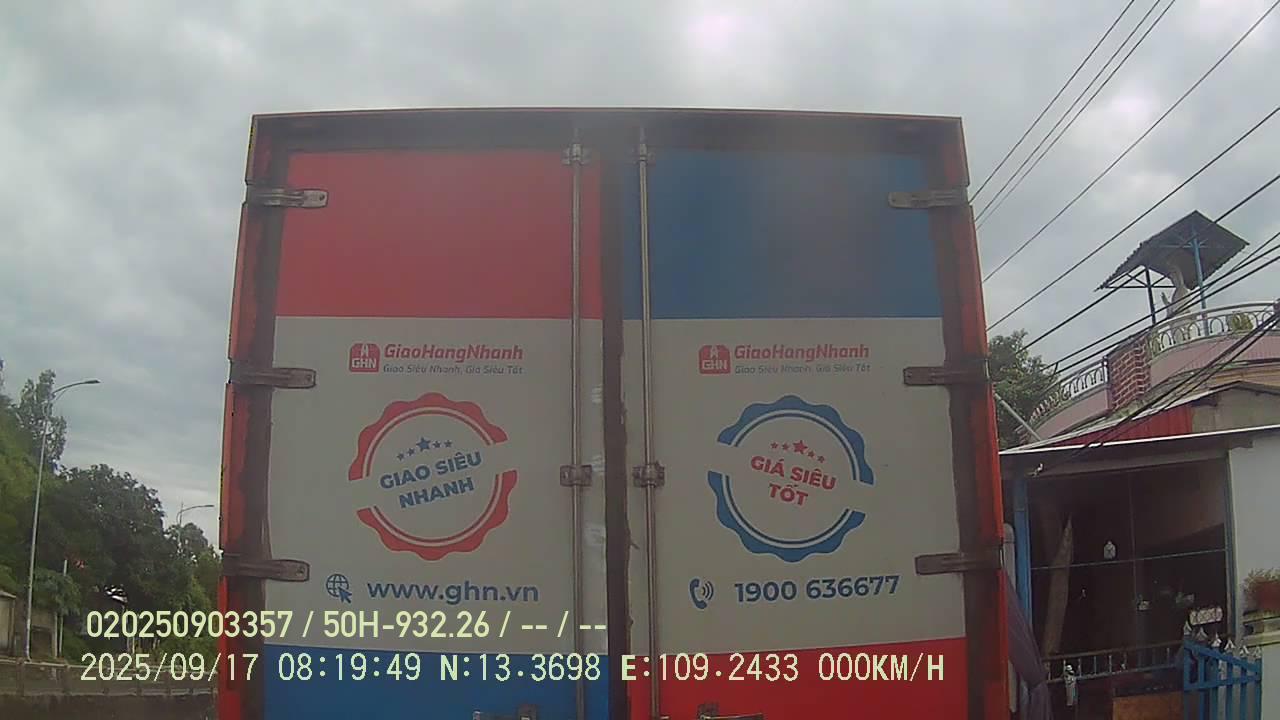 GHN GiaoHangNhanh
Giao Siêu Nhanh, Giá Siêu Tốt
GIAO SIÊU
NHANH
www.ghn.vn
GHN GiaoHangNhanh
Giao Siêu Nhanh, Giá Siêu Tốt
GIÁ SIÊU
TỐT
1900 636677
020250903357 / 50H-932.26 / -- / --
2025/09/17 08:19:49 N:13.3698 E:109.2433 000KM/H